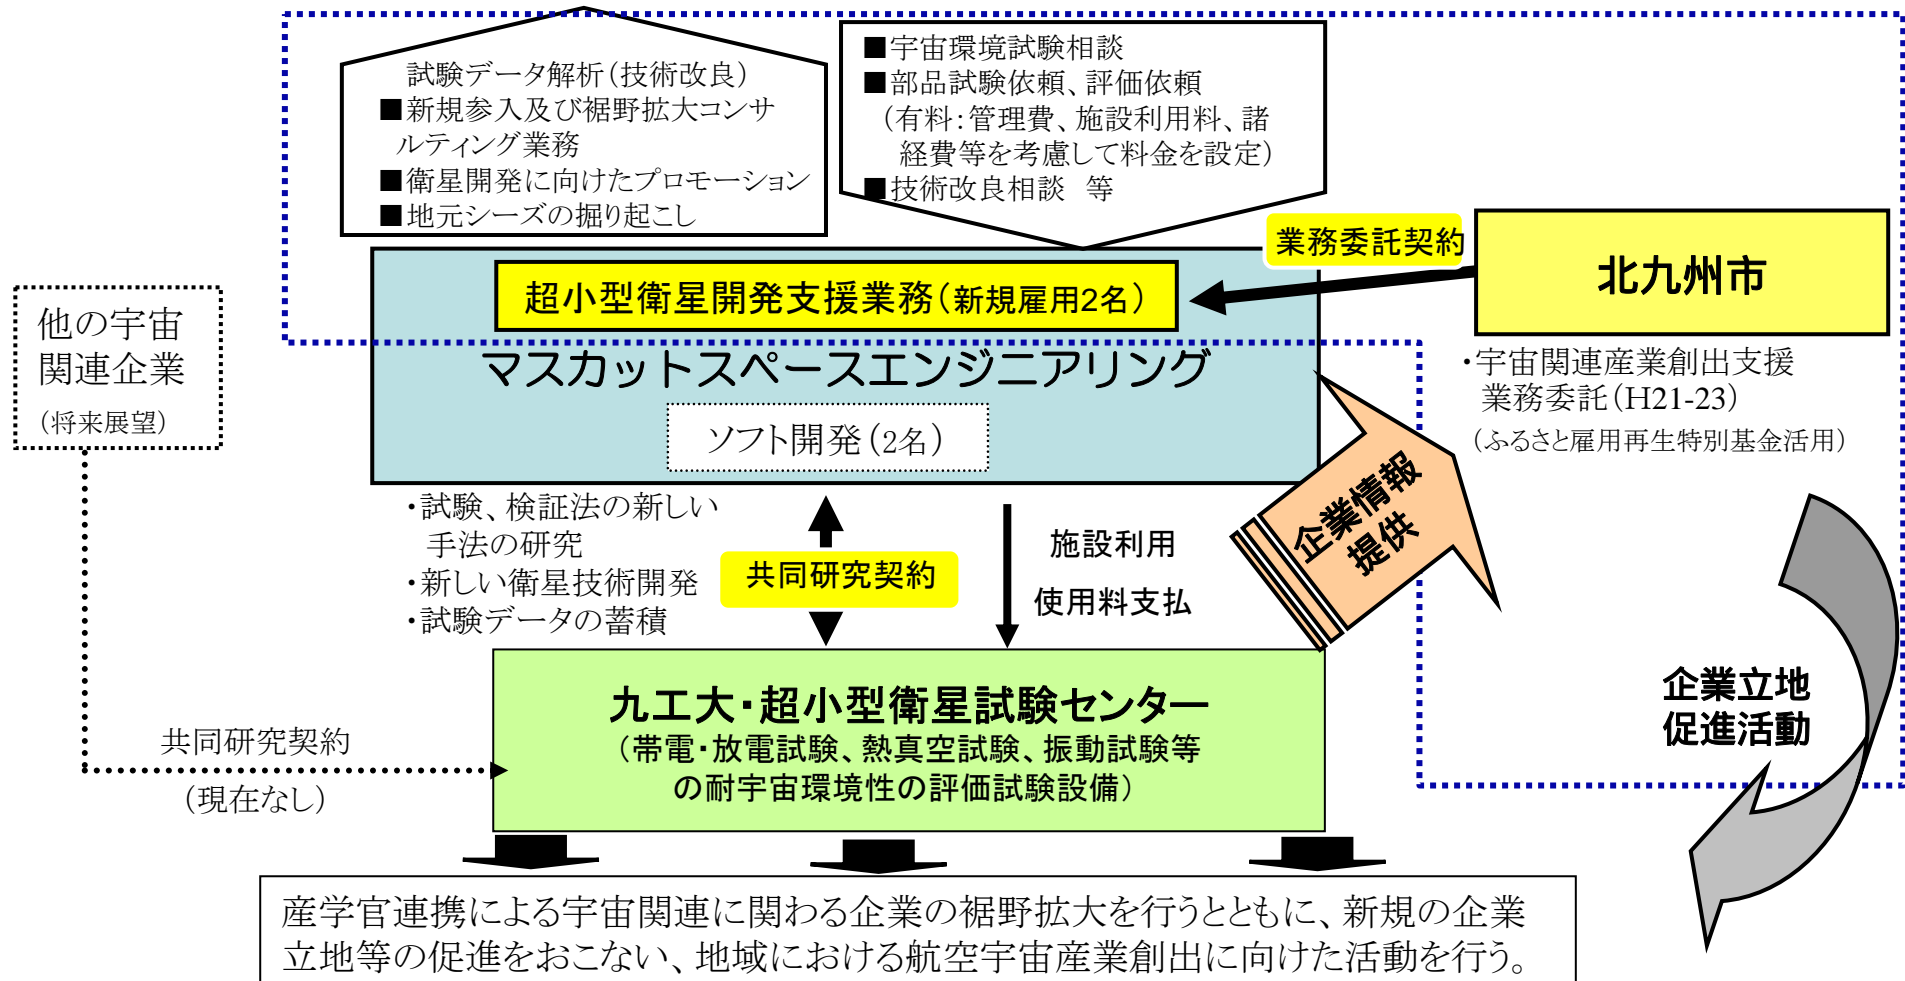 試験データ解析（技術改良）
■新規参入及び裾野拡大コンサ
ルティング業務
■衛星開発に向けたプロモーション
■地元シーズの掘り起こし
■宇宙環境試験相談
■部品試験依頼、評価依頼
（有料：管理費、施設利用料、諸
経費等を考慮して料金を設定）
■技術改良相談　等
業務委託契約
北九州市
超小型衛星開発支援業務（新規雇用2名）
マスカットスペースエンジニアリング
ソフト開発（2名）
他の宇宙
関連企業
（将来展望）
・宇宙関連産業創出支援
業務委託（H21-23）
（ふるさと雇用再生特別基金活用）
・試験、検証法の新しい
手法の研究
・新しい衛星技術開発
・試験データの蓄積
共同研究契約
施設利用
使用料支払
企業情報
提供
企業立地
促進活動
共同研究契約
（現在なし）
九工大・超小型衛星試験センター
（帯電・放電試験、熱真空試験、振動試験等
の耐宇宙環境性の評価試験設備）
産学官連携による宇宙関連に関わる企業の裾野拡大を行うとともに、新規の企業
立地等の促進をおこない、地域における航空宇宙産業創出に向けた活動を行う。